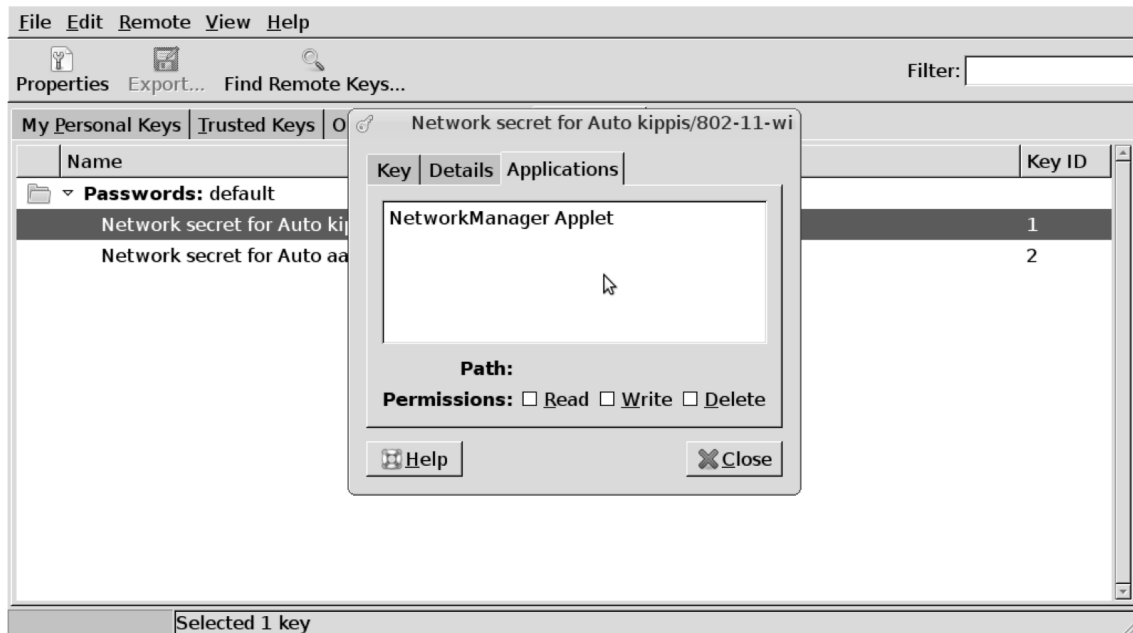 File Edit Remote View Help
Properties Export... Find Remote Keys...
Filter:
My Personal Keys Trusted Keys O
Network secret for Auto kippis/802-11-wi
Name Key ID
Key Details Applications
Passwords: default
NetworkManager Applet
Network secret for Auto kip 1
Network secret for Auto aa 2
Path:
Permissions: Read Write Delete
Help Close
Selected 1 key